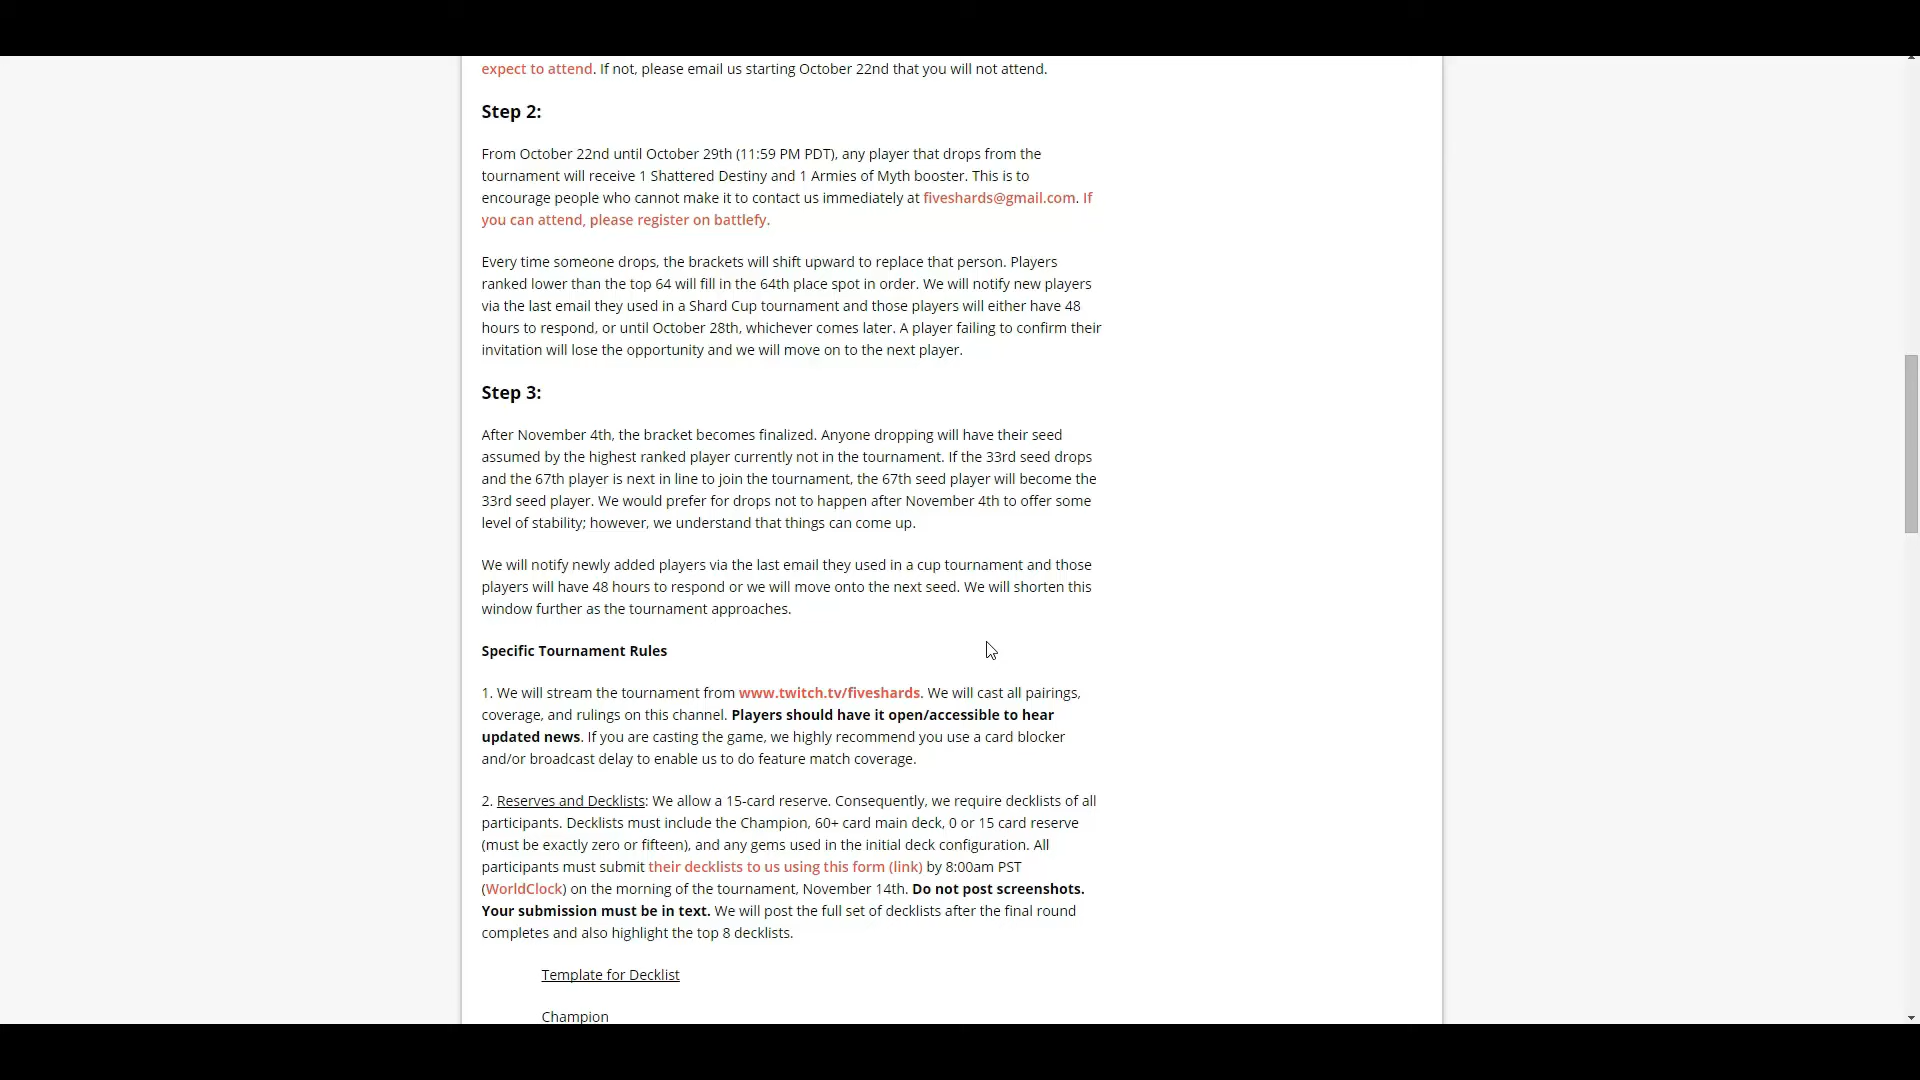 expect to attend. If not, please email us starting October 22nd that you will not attend.
Step 2:
From October 22nd until October 29th (11:59 PM PDT), any player that drops from the
tournament will receive 1 Shattered Destiny and 1 Armies of Myth booster. This is to
encourage people who cannot make it to contact us immediately at fiveshards@gmail.com. If
you can attend, please register on battlefy.
Every time someone drops, the brackets will shift upward to replace that person. Players
ranked lower than the top 64 will fill in the 64th place spot in order. We will notify new players
via the last email they used in a Shard Cup tournament and those players will either have 48
hours to respond, or until October 28th, whichever comes later. A player failing to confirm their
invitation will lose the opportunity and we will move on to the next player.
Step 3:
After November 4th, the bracket becomes finalized. Anyone dropping will have their seed
assumed by the highest ranked player currently not in the tournament. If the 33rd seed drops
and the 67th player is next in line to join the tournament, the 67th seed player will become the
33rd seed player. We would prefer for drops not to happen after November 4th to offer some
level of stability; however, we understand that things can come up.
We will notify newly added players via the last email they used in a cup tournament and those
players will have 48 hours to respond or we will move onto the next seed. We will shorten this
window further as the tournament approaches.
Specific Tournament Rules
1. We will stream the tournament from www.twitch.tv/fiveshards. We will cast all pairings,
coverage, and rulings on this channel. Players should have it open/accessible to hear
updated news. If you are casting the game, we highly recommend you use a card blocker
and/or broadcast delay to enable us to do feature match coverage.
2. Reserves and Decklists: We allow a 15-card reserve. Consequently, we require decklists of all
participants. Decklists must include the Champion, 60+ card main deck, 0 or 15 card reserve
(must be exactly zero or fifteen), and any gems used in the initial deck configuration. All
participants must submit their decklists to us using this form (link) by 8:00am PST
(WorldClock) on the morning of the tournament, November 14th. Do not post screenshots.
Your submission must be in text. We will post the full set of decklists after the final round
completes and also highlight the top 8 decklists.
Template for Decklist
Champion